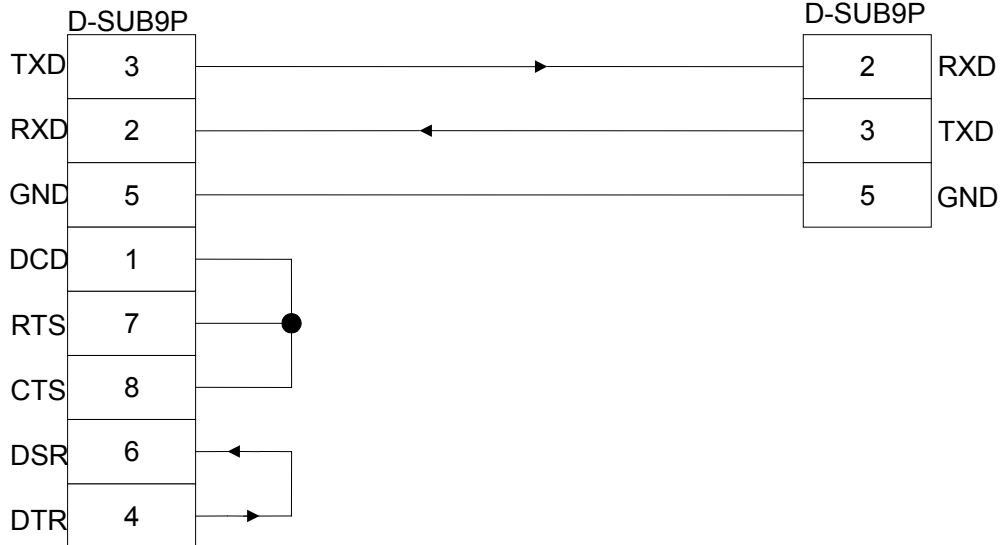 D-SUB9P D-SUB9P
TXD 3 2 RXD
RXD 2 3 TXD
GND 5 5 GND
DCD 1
RTS 7
CTS 8
DSR 6
DTR 4